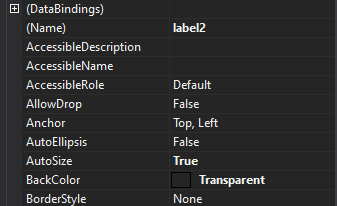 (DataBindings)
(Name) label2
AccessibleDescription
AccessibleName
AccessibleRole Default
AllowDrop False
Anchor Top, Left
AutoEllipsis False
AutoSize True
BackColor Transparent
BorderStyle None